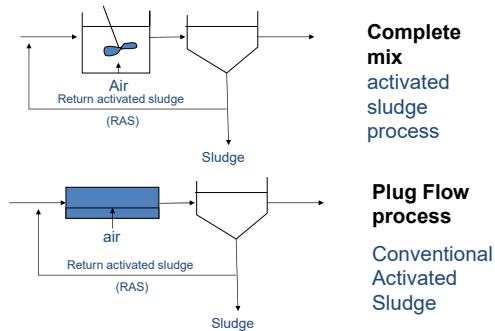 Air
Return activated sludge
(RAS)
Sludge
Complete
mix
activated
sludge
process
air
Return activated sludge
(RAS)
Sludge
Plug Flow
process
Conventional
Activated
Sludge